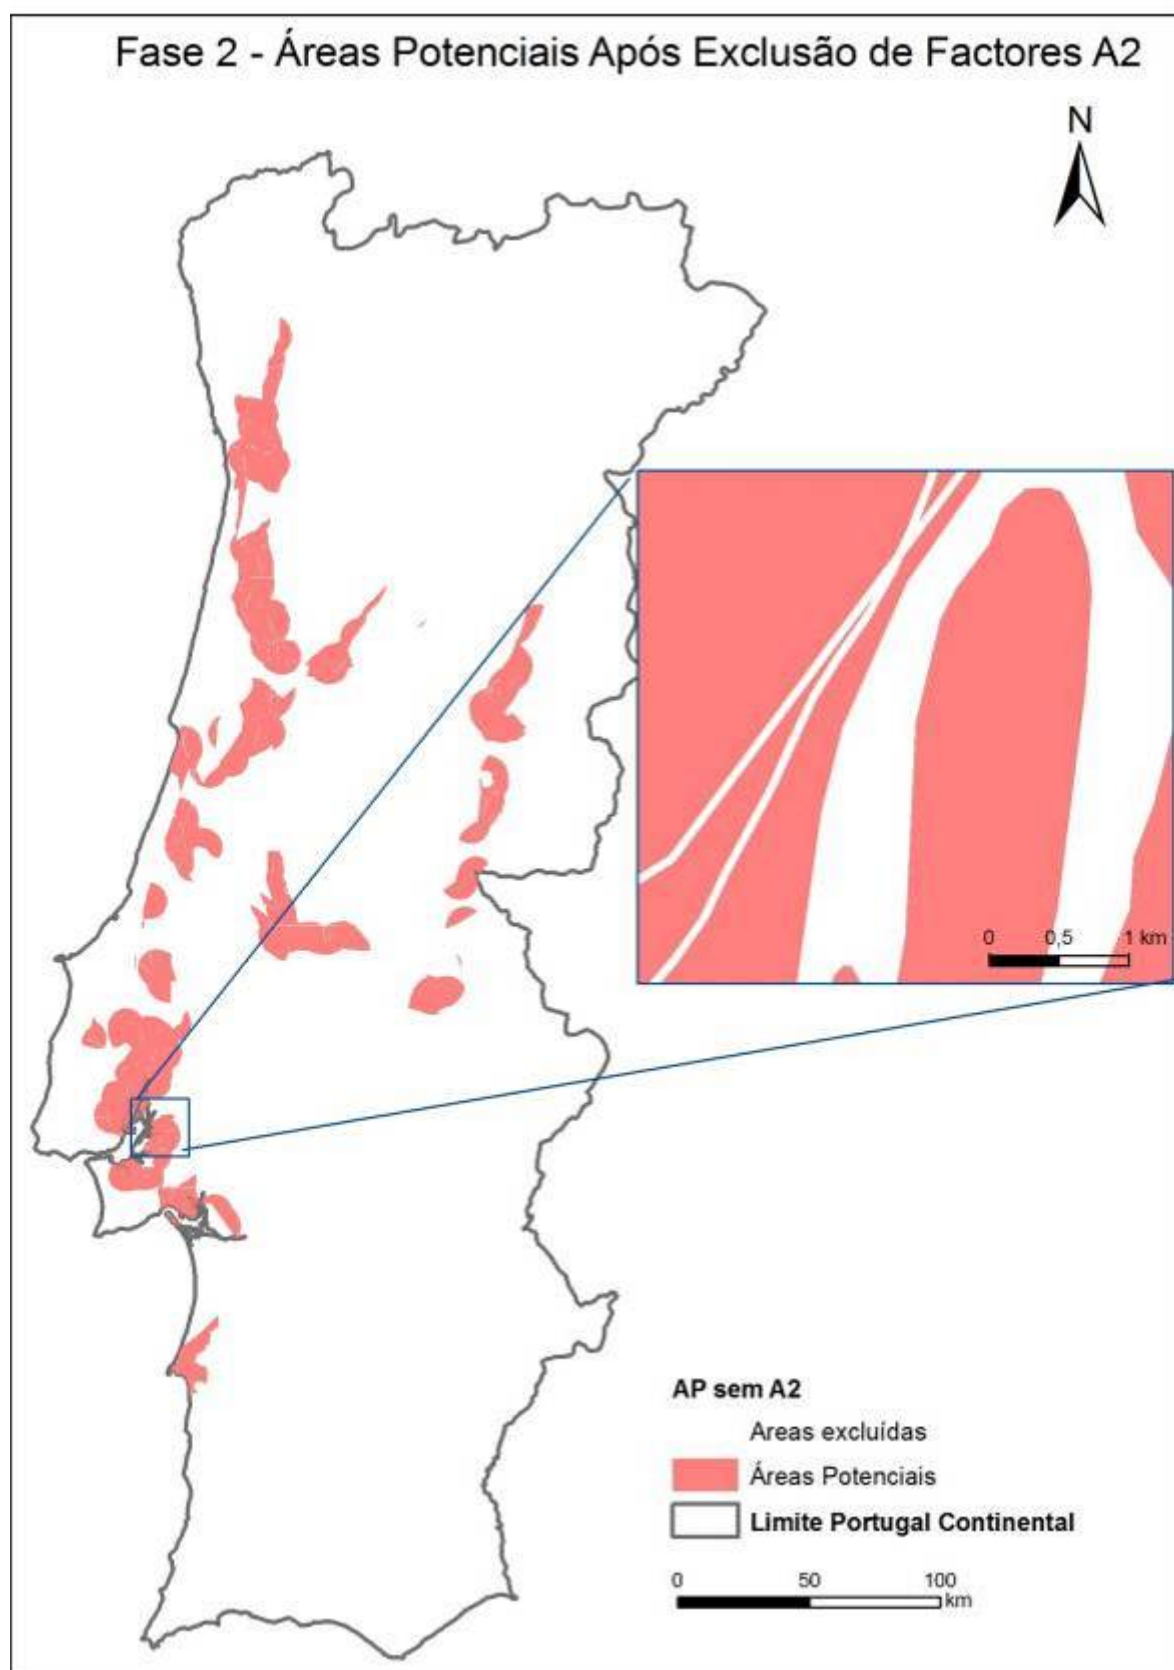 Fase 2 - Áreas Potenciais Após Exclusão de Factores A2
N
0 0,5 1 km
AP sem A2
Areas excluídas
Áreas Potenciais
Limite Portugal Continental
0 50 100
km